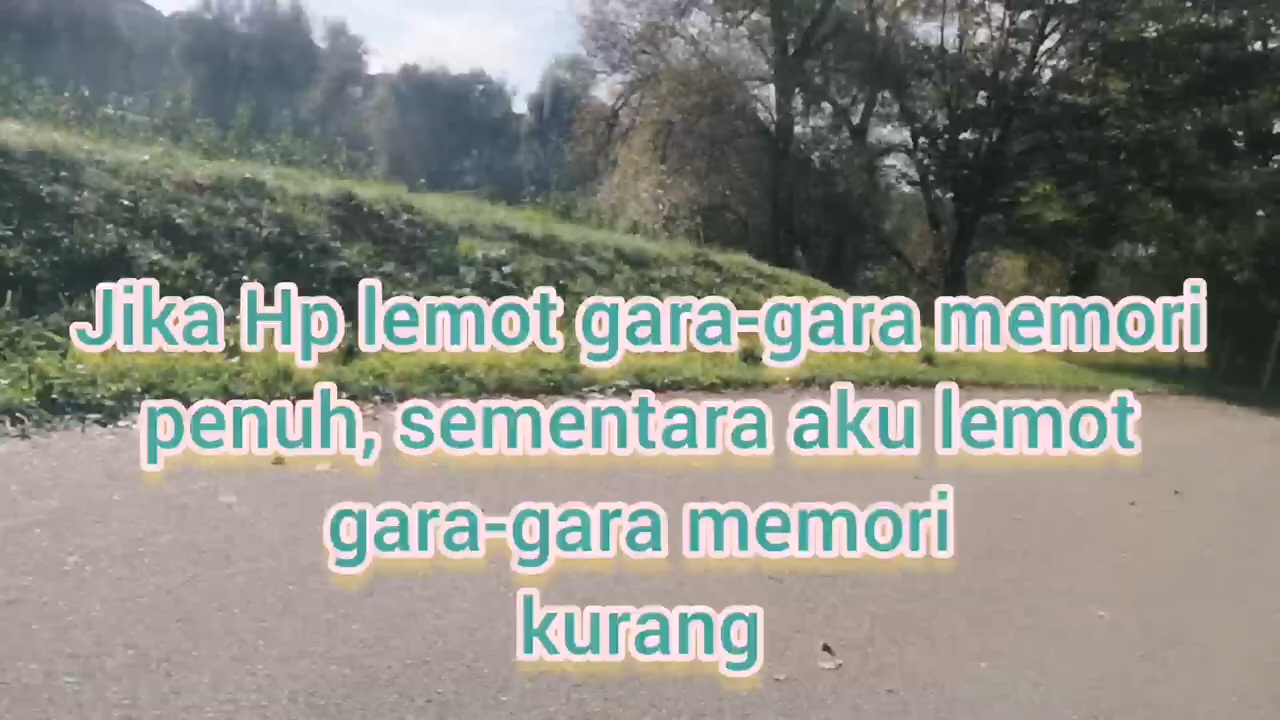 Jika Hp lemot gara-gara memori
penuh, sementara aku lemot
gara-gara memori
kurang